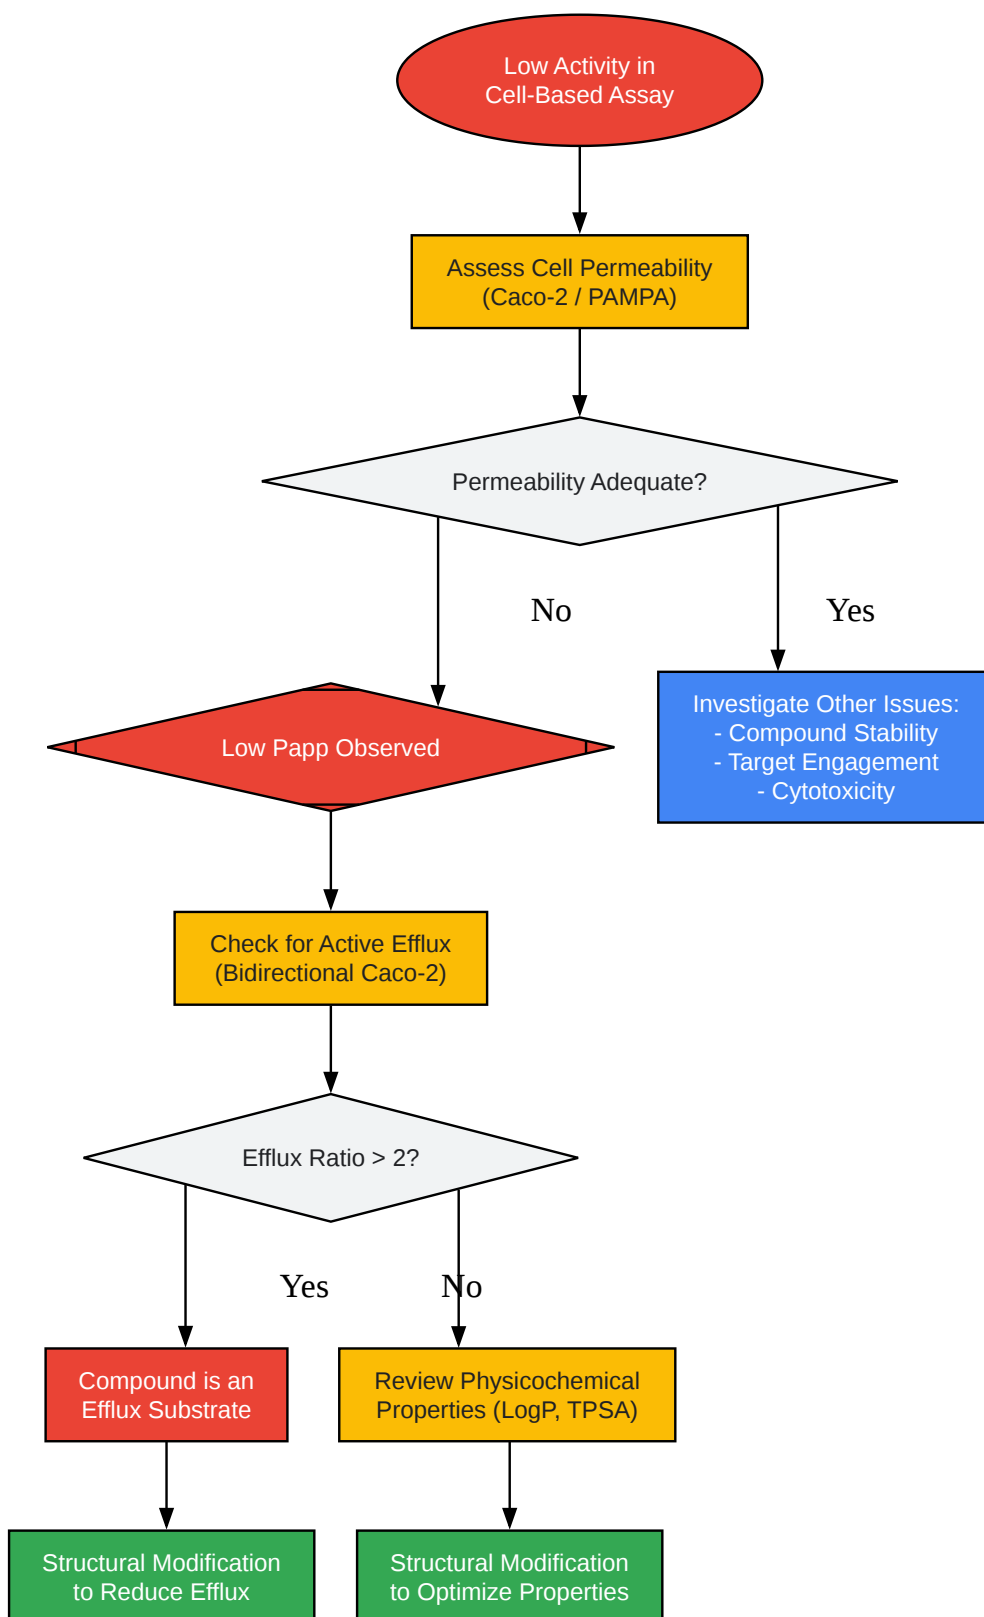 Low Activity in
Cell-Based Assay
Assess Cell Permeability
(Caco-2 / PAMPA)
Permeability Adequate?
No
Yes
Low Papp Observed
Investigate Other Issues:
- Compound Stability
- Target Engagement
- Cytotoxicity
Check for Active Efflux
(Bidirectional Caco-2)
Efflux Ratio > 2?
Yes
No
Compound is an
Efflux Substrate
Review Physicochemical
Properties (LogP, TPSA)
Structural Modification
to Reduce Efflux
Structural Modification
to Optimize Properties